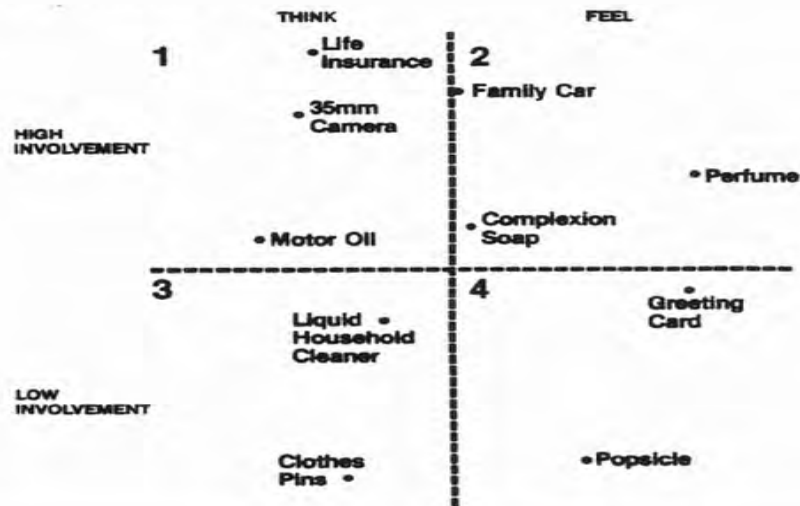 THINK
FEEL
1
2
Life
Insurance
Family Car
35mm
Camera
HIGH
INVOLVEMENT
Perfume
Complexion
Soap
Motor Oil
3
4
Liquid
Household
Cleaner
Greeting
Card
LOW
INVOLVEMENT
Clothes
Pins
Popsicle